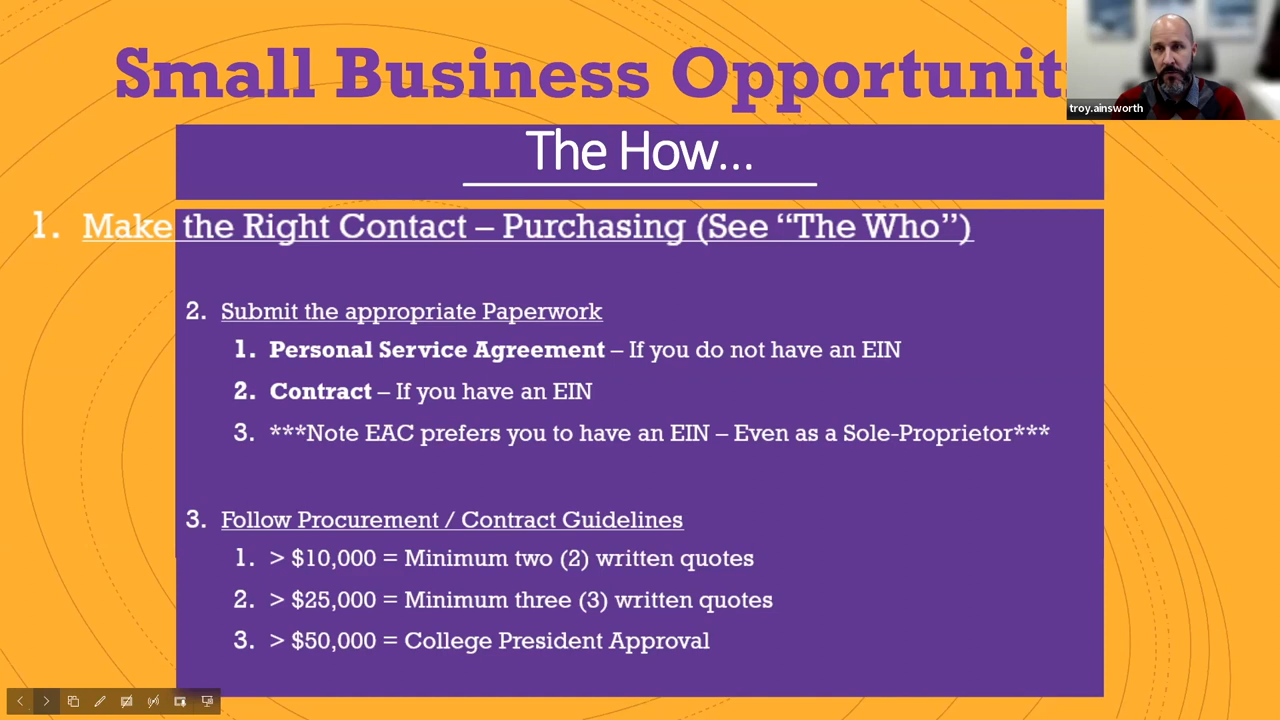 Small Business Opportunit
troy.ainsworth
The How...
1. Make the Right Contact – Purchasing (See “The Who”)
2. Submit the appropriate Paperwork
1. Personal Service Agreement – If you do not have an EIN
2. Contract – If you have an EIN
3. ***Note EAC prefers you to have an EIN – Even as a Sole-Proprietor***
3. Follow Procurement / Contract Guidelines
1. > $10,000 = Minimum two (2) written quotes
2. > $25,000 = Minimum three (3) written quotes
3. > $50,000 = College President Approval